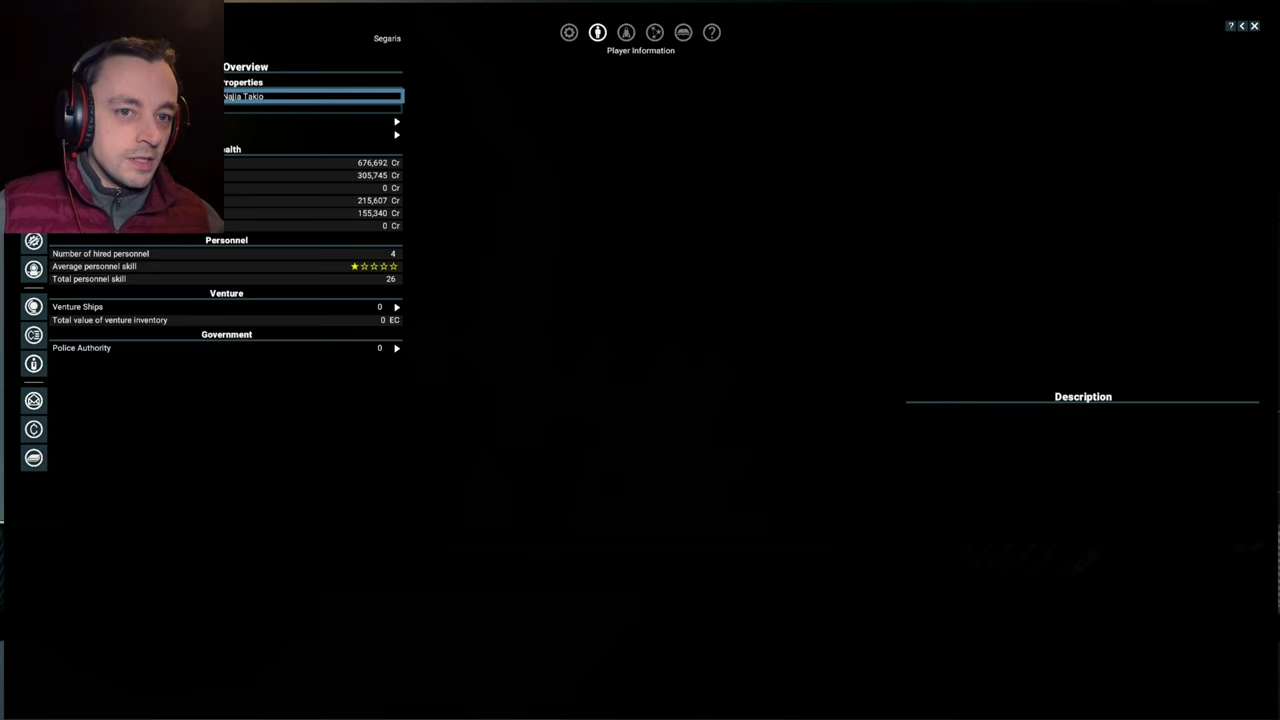 Segaris
Player Information
Overview
roperties
Najia Takio
ealth
676,692 Cr
305,745 Cr
0 Cr
215,607 Cr
155,340 Cr
0 Cr
Personnel
Number of hired personnel 4
Average personnel skill ★☆☆☆☆
Total personnel skill 26
Venture
Venture Ships 0
Total value of venture inventory 0 EC
Government
Police Authority 0
Description